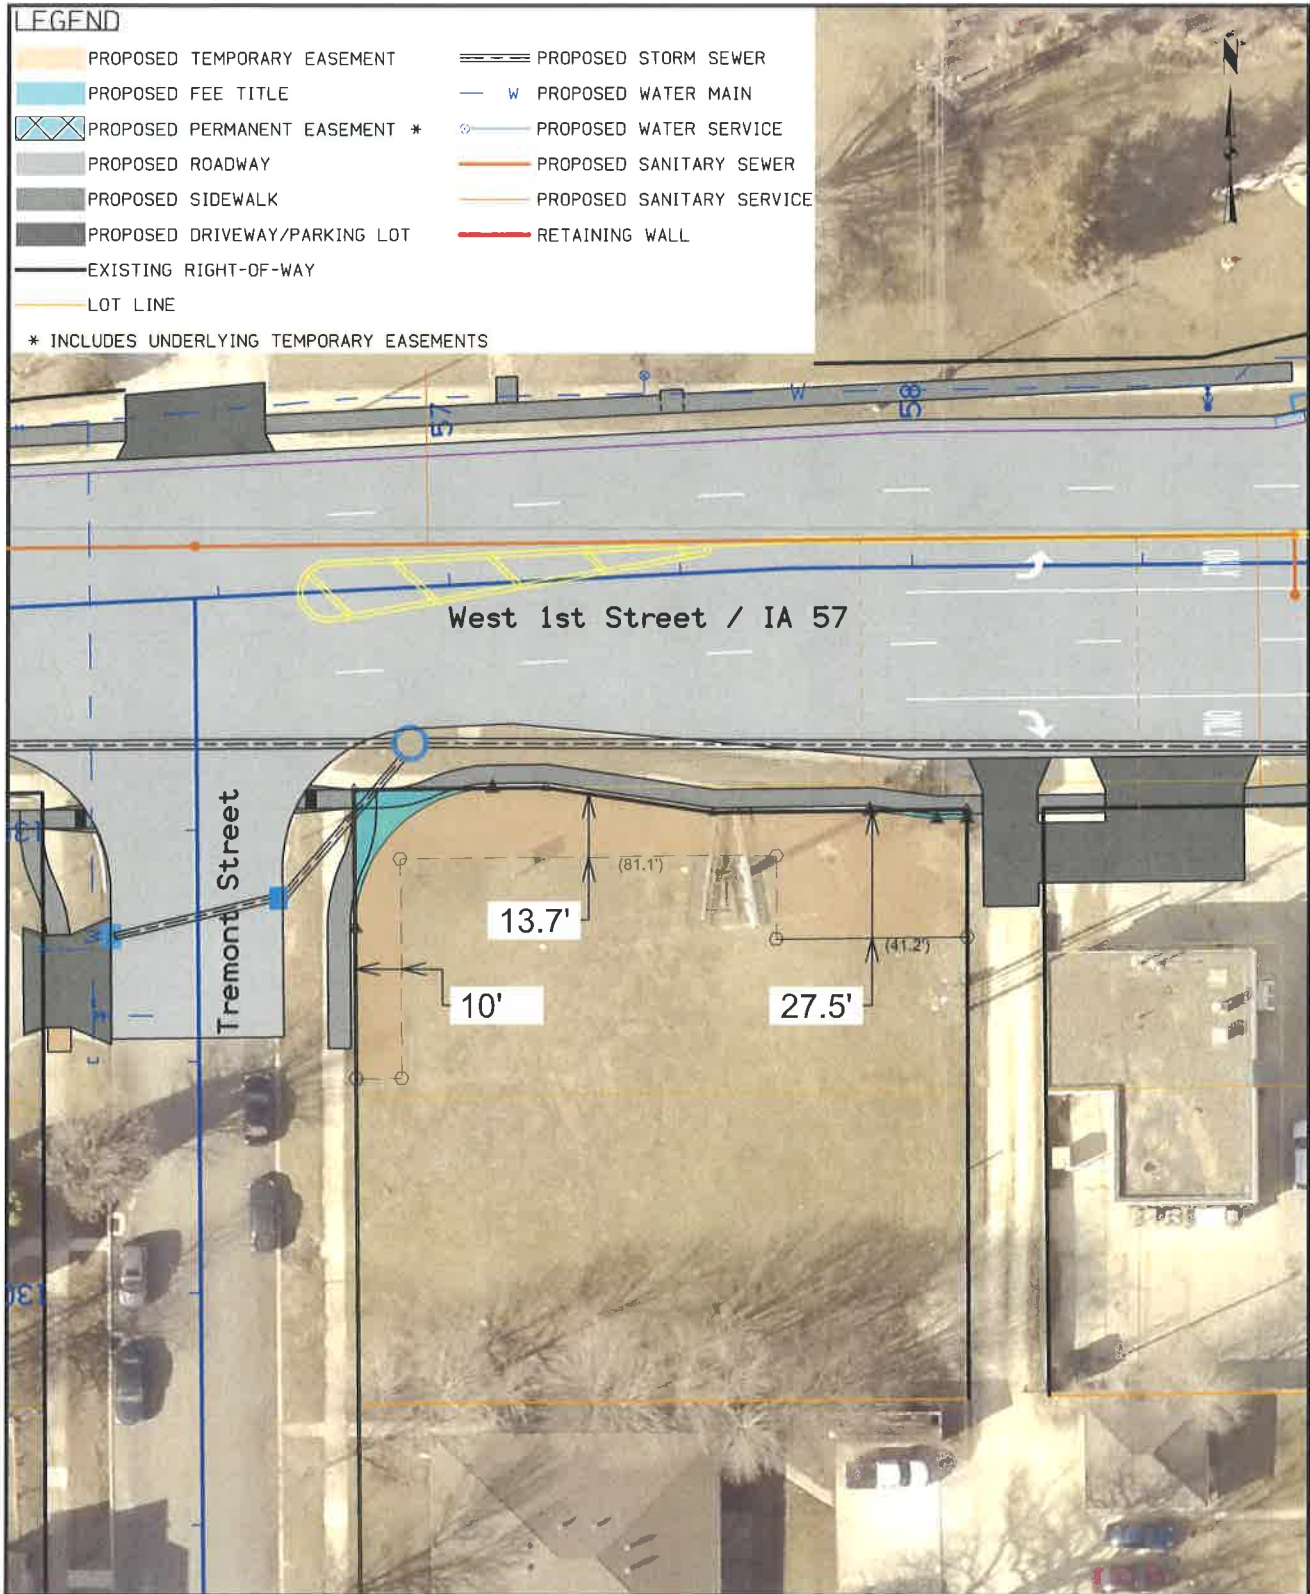 LEGEND
PROPOSED TEMPORARY EASEMENT
PROPOSED FEE TITLE
PROPOSED PERMANENT EASEMENT *
PROPOSED ROADWAY
PROPOSED SIDEWALK
PROPOSED DRIVEWAY/PARKING LOT
EXISTING RIGHT-OF-WAY
LOT LINE
* INCLUDES UNDERLYING TEMPORARY EASEMENTS
PROPOSED STORM SEWER
W PROPOSED WATER MAIN
PROPOSED WATER SERVICE
PROPOSED SANITARY SEWER
PROPOSED SANITARY SERVICE
RETAINING WALL
W
57
58
ONLY
West 1st Street / IA 57
ONLY
Tremont Street
(81.1')
13.7'
(41.2')
10'
27.5'